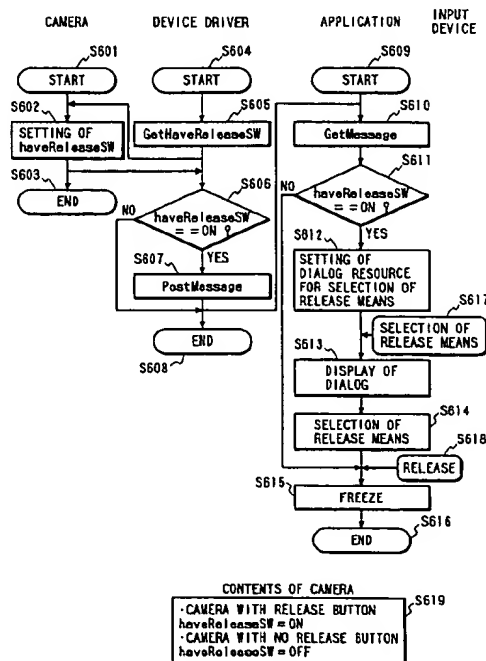 CAMERA
DEVICE DRIVER
APPLICATION
INPUT
DEVICE
S601
START
S602
SETTING OF
haveReleaseSW
S603
END
S604
START
S605
GetHaveReleaseSW
S606
haveReleaseSW
==ON ?
NO
YES
S607
PostMessage
END
S608
S609
START
S610
GetMessage
S611
haveReleaseSW
==ON ?
NO
YES
S612
SETTING OF
DIALOG RESOURCE
FOR SELECTION OF
RELEASE MEANS
S617
SELECTION OF
RELEASE MEANS
S613
DISPLAY OF
DIALOG
S614
SELECTION OF
RELEASE MEANS
S618
RELEASE
S615
FREEZE
END
S616
CONTENTS OF CAMERA
S619
·CAMERA WITH RELEASE BUTTON
haveReleaseSW=ON
·CAMERA WITH NO RELEASE BUTTON
haveReleaseSW=OFF